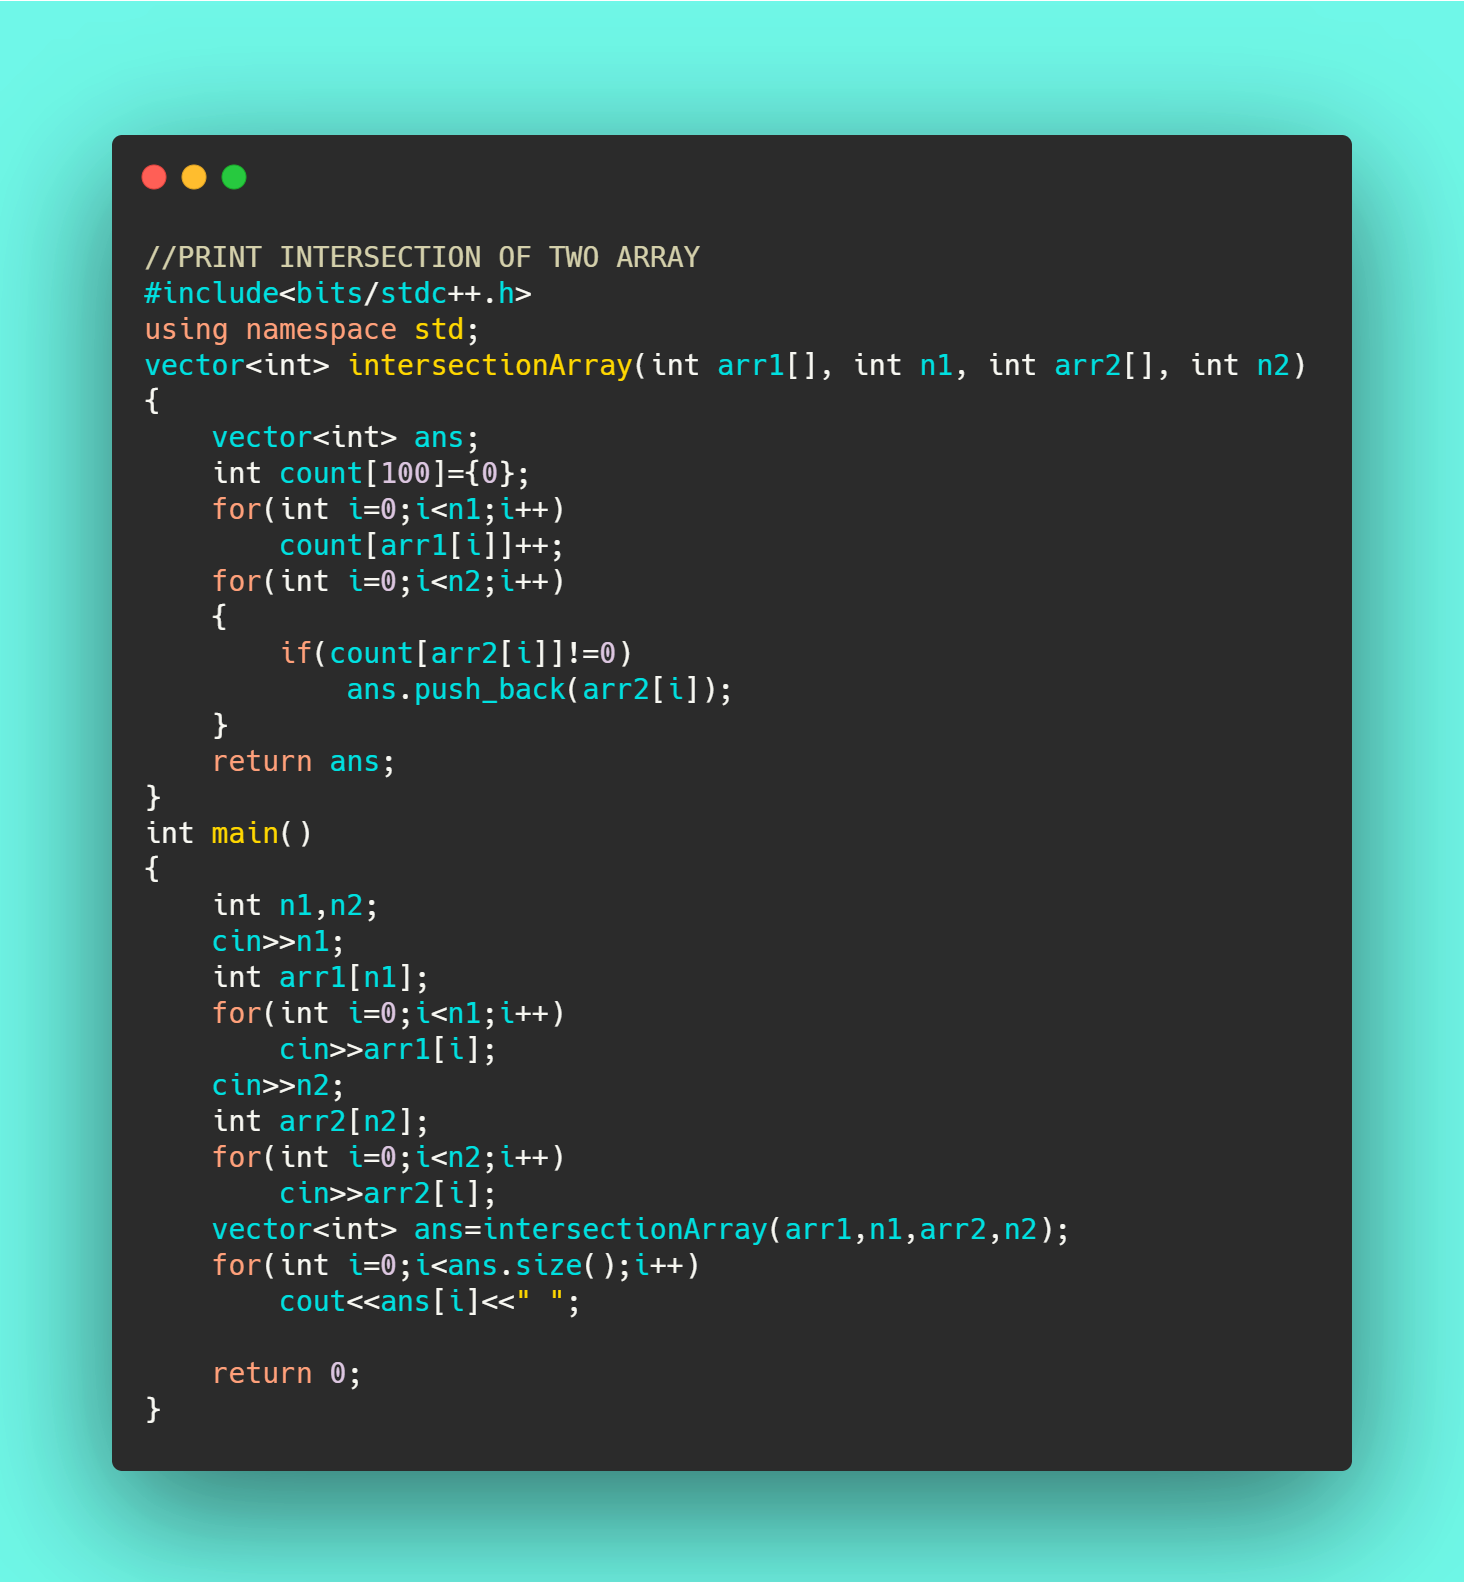 //PRINT INTERSECTION OF TWO ARRAY
#include<bits/stdc++.h>
using namespace std;
vector<int> intersectionArray(int arr1[], int n1, int arr2[], int n2)
{
    vector<int> ans;
    int count[100]={0};
    for(int i=0;i<n1;i++)
        count[arr1[i]]++;
    for(int i=0;i<n2;i++)
    {
        if(count[arr2[i]]!=0)
            ans.push_back(arr2[i]);
    }
    return ans;
}
int main()
{
    int n1,n2;
    cin>>n1;
    int arr1[n1];
    for(int i=0;i<n1;i++)
        cin>>arr1[i];
    cin>>n2;
    int arr2[n2];
    for(int i=0;i<n2;i++)
        cin>>arr2[i];
    vector<int> ans=intersectionArray(arr1,n1,arr2,n2);
    for(int i=0;i<ans.size();i++)
        cout<<ans[i]<<" ";

    return 0;
}